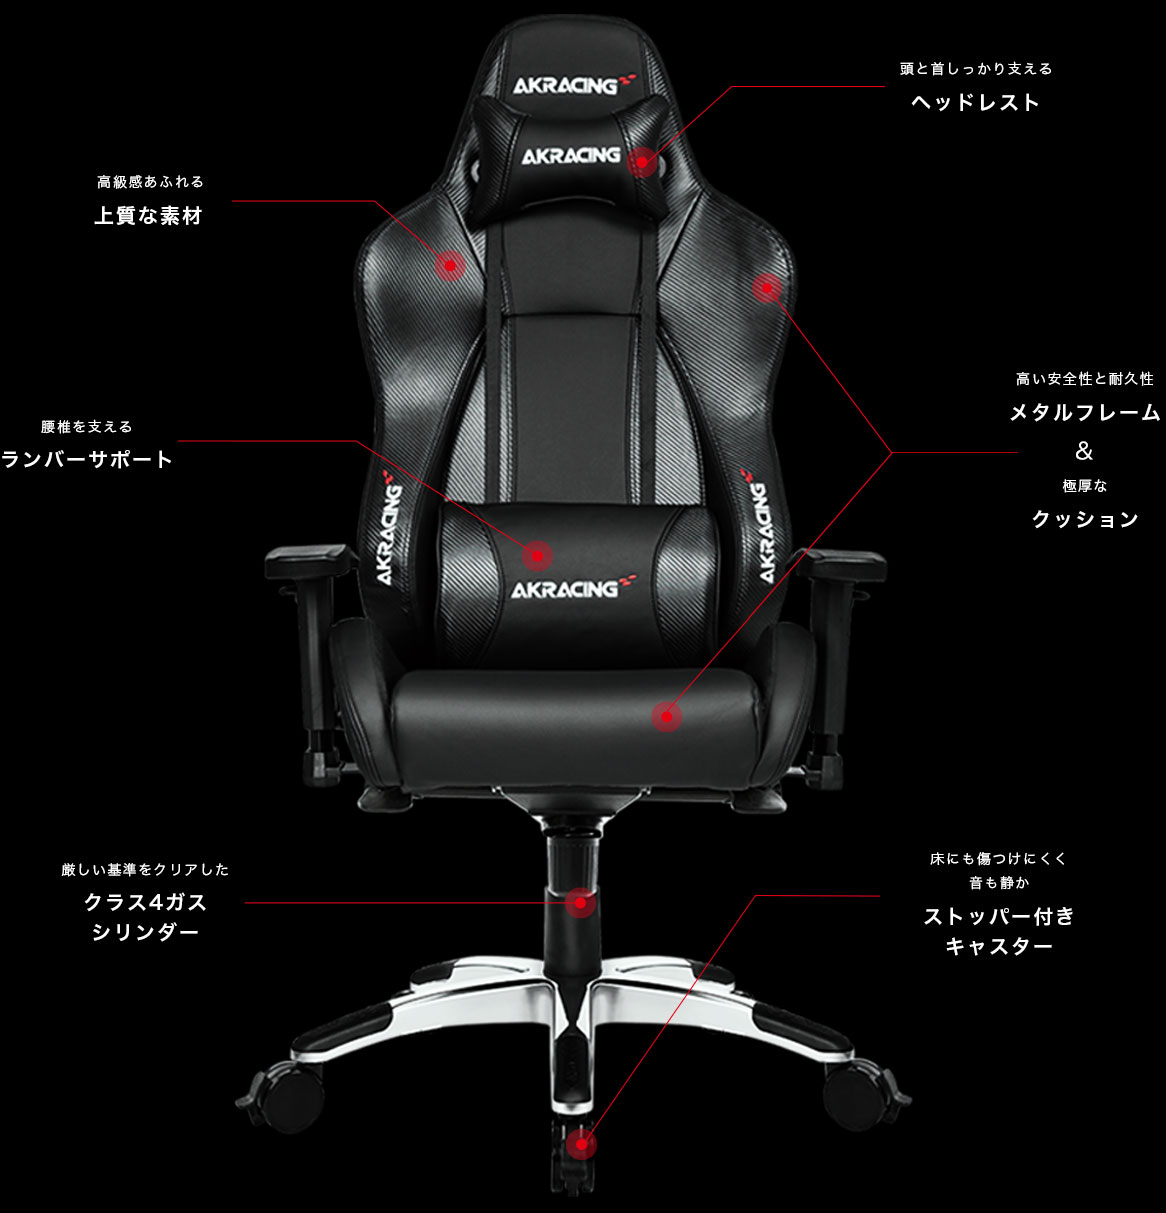 AKRACING
AKRACING
頭と首しっかり支える
ヘッドレスト
高級感あふれる
上質な素材
高い安全性と耐久性
メタルフレーム
&
極厚な
クッション
腰椎を支える
ランバーサポート
AKRACING
AKRACING
AKRACING
厳しい基準をクリアした
クラス4ガス
シリンダー
床にも傷つけにくく
音も静か
ストッパー付き
キャスター